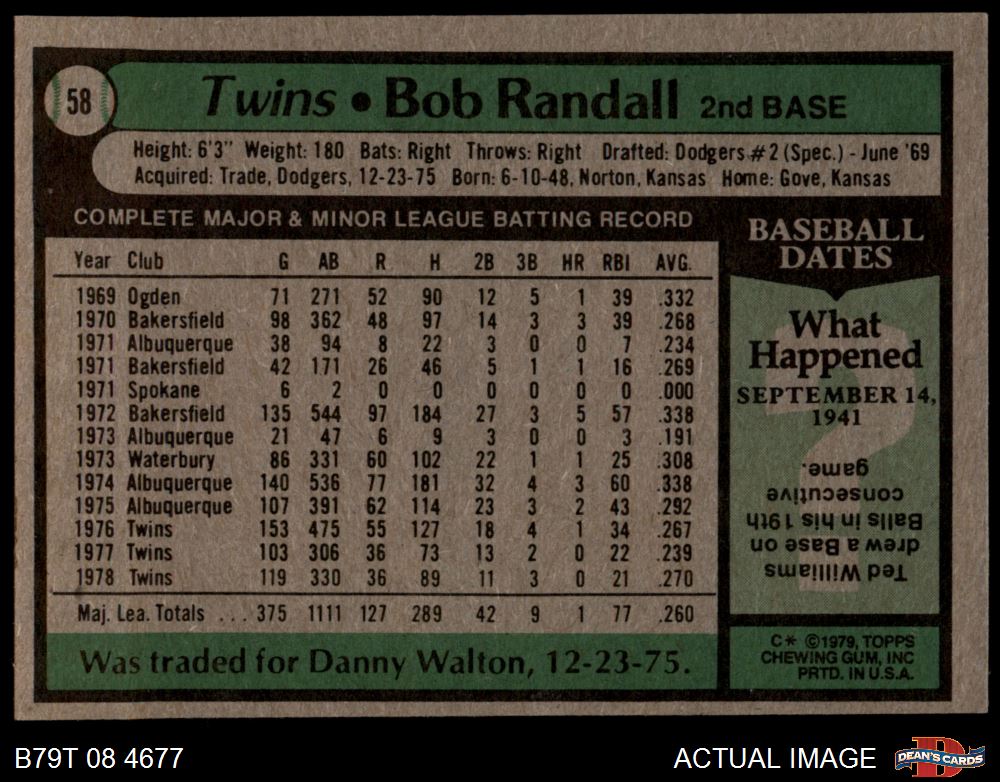 58
Twins • Bob Randall 2nd BASE
Height: 6'3" Weight: 180 Bats: Right Throws: Right Drafted: Dodgers #2 (Spec.) - June '69
Acquired: Trade, Dodgers, 12-23-75 Born: 6-10-48, Norton, Kansas Home: Gove, Kansas
COMPLETE MAJOR & MINOR LEAGUE BATTING RECORD
Year Club G AB R H 2B 3B HR RBI AVG.
1969 Ogden 71 271 52 90 12 5 1 39 .332
1970 Bakersfield 98 362 48 97 14 3 3 39 .268
1971 Albuquerque 38 94 8 22 3 0 0 7 .234
1971 Bakersfield 42 171 26 46 5 1 1 16 .269
1971 Spokane 6 2 0 0 0 0 0 0 .000
1972 Bakersfield 135 544 97 184 27 3 5 57 .338
1973 Albuquerque 21 47 6 9 3 0 0 3 .191
1973 Waterbury 86 331 60 102 22 1 1 25 .308
1974 Albuquerque 140 536 77 181 32 4 3 60 .338
1975 Albuquerque 107 391 62 114 23 3 2 43 .292
1976 Twins 153 475 55 127 18 4 1 34 .267
1977 Twins 103 306 36 73 13 2 0 22 .239
1978 Twins 119 330 36 89 11 3 0 21 .270
Maj. Lea. Totals ... 375 1111 127 289 42 9 1 77 .260
Was traded for Danny Walton, 12-23-75.
BASEBALL
DATES
What
Happened
SEPTEMBER 14,
1941
?
Ted Williams
drew a Base on
Balls in his 19th
consecutive
game.
C* ©1979, TOPPS
CHEWING GUM, INC
PRTD. IN U.S.A.
B79T 08 4677
ACTUAL IMAGE
D
DEAN'S CARDS